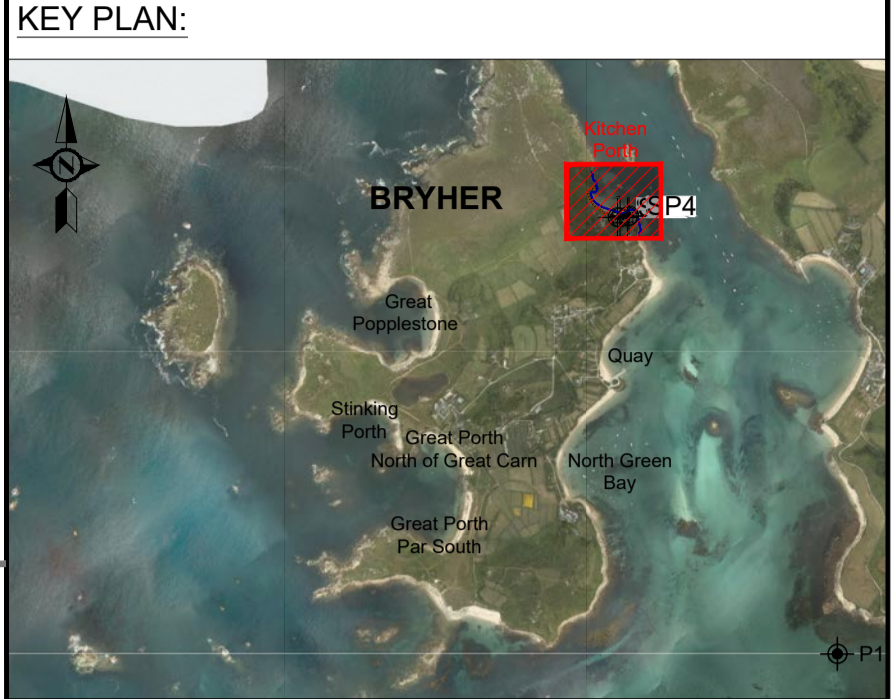 KEY PLAN:
N
Kitchen
Porth
BRYHER
SP4
Great
Popplestone
Quay
Stinking
Porth
Great Porth
North of Great Carn
North Green
Bay
Great Porth
Par South
P1